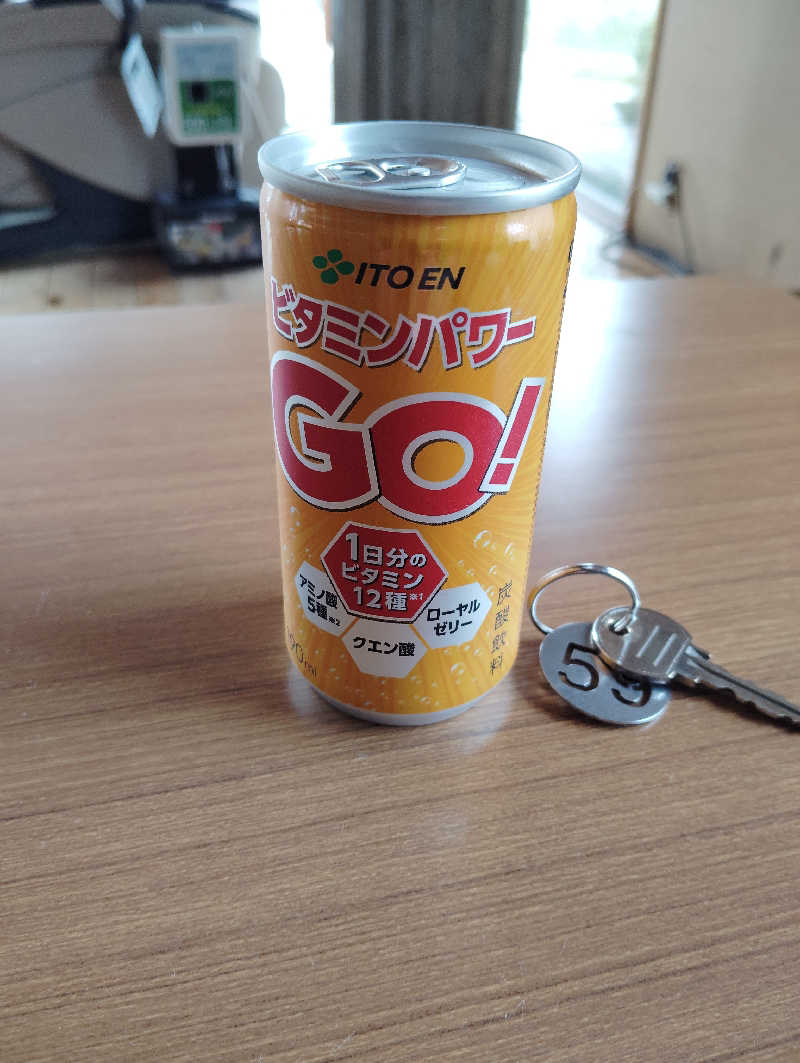 ITO EN
ビタミンパワー
GO!
1日分の
ビタミン
12種※1
アミノ酸
5種※2
クエン酸
ローヤル
ゼリー
炭酸飲料
59